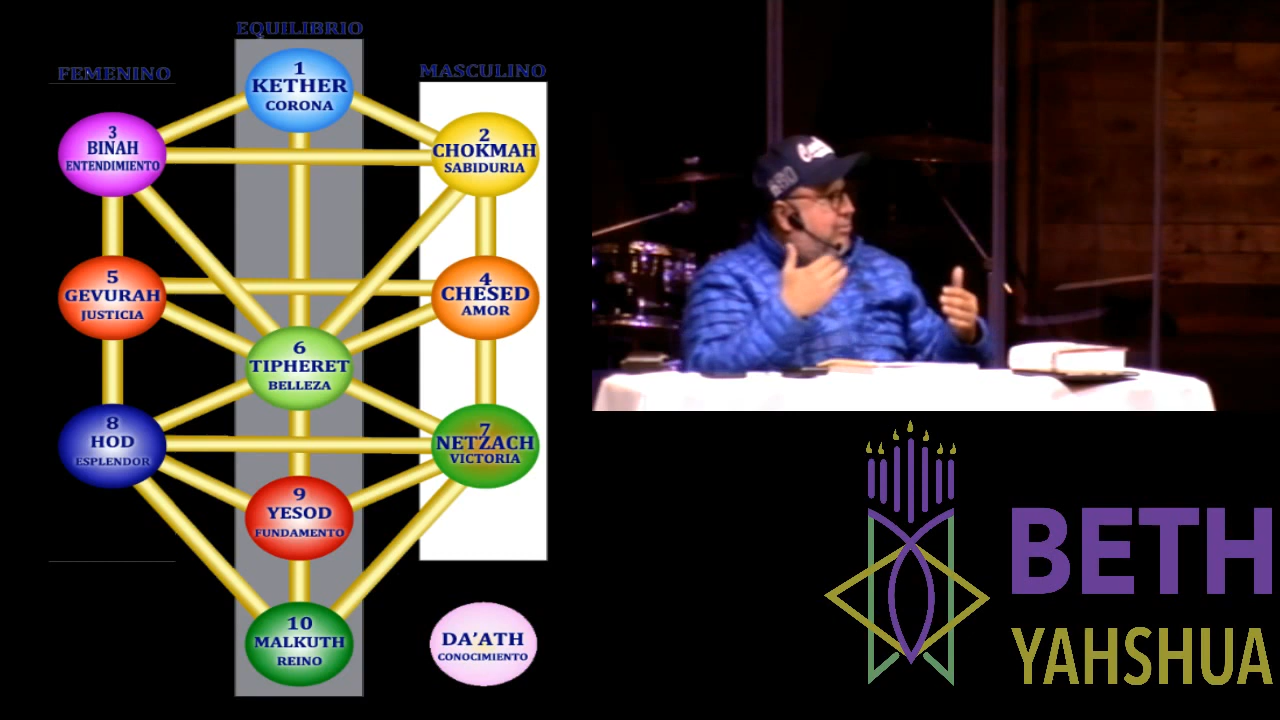 EQUILIBRIO
FEMENINO
MASCULINO
1
KETHER
CORONA
3
BINAH
ENTENDIMIENTO
2
CHOKMAH
SABIDURIA
5
GEVURAH
JUSTICIA
4
CHESED
AMOR
6
TIPHERET
BELLEZA
8
HOD
ESPLENDOR
7
NETZACH
VICTORIA
9
YESOD
FUNDAMENTO
10
MALKUTH
REINO
DA'ATH
CONOCIMIENTO
BETH
YAHSHUA